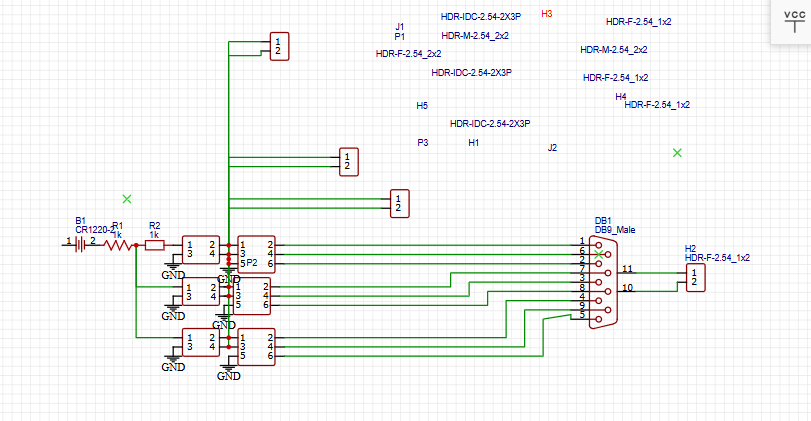 HDR-IDC-2.54-2X3P
H3
VCC
HDR-F-2.54_1x2
J1
P1
HDR-M-2.54_2x2
HDR-F-2.54_2x2
HDR-M-2.54_2x2
HDR-IDC-2.54-2X3P
HDR-F-2.54_1x2
H4
HDR-F-2.54_1x2
H5
HDR-IDC-2.54-2X3P
P3
H1
J2
1
2
1
2
1
2
B1
CR1220-2
R1
1k
R2
1k
1
2
1 2
3 4
GND
1 2
3 4
5 6
P2
GND
1 2
3 4
GND
1 2
3 4
5 6
GND
1 2
3 4
GND
1 2
3 4
5 6
GND
DB1
DB9_Male
1
6
2
7
3
8
4
9
5
11
10
H2
HDR-F-2.54_1x2
1
2